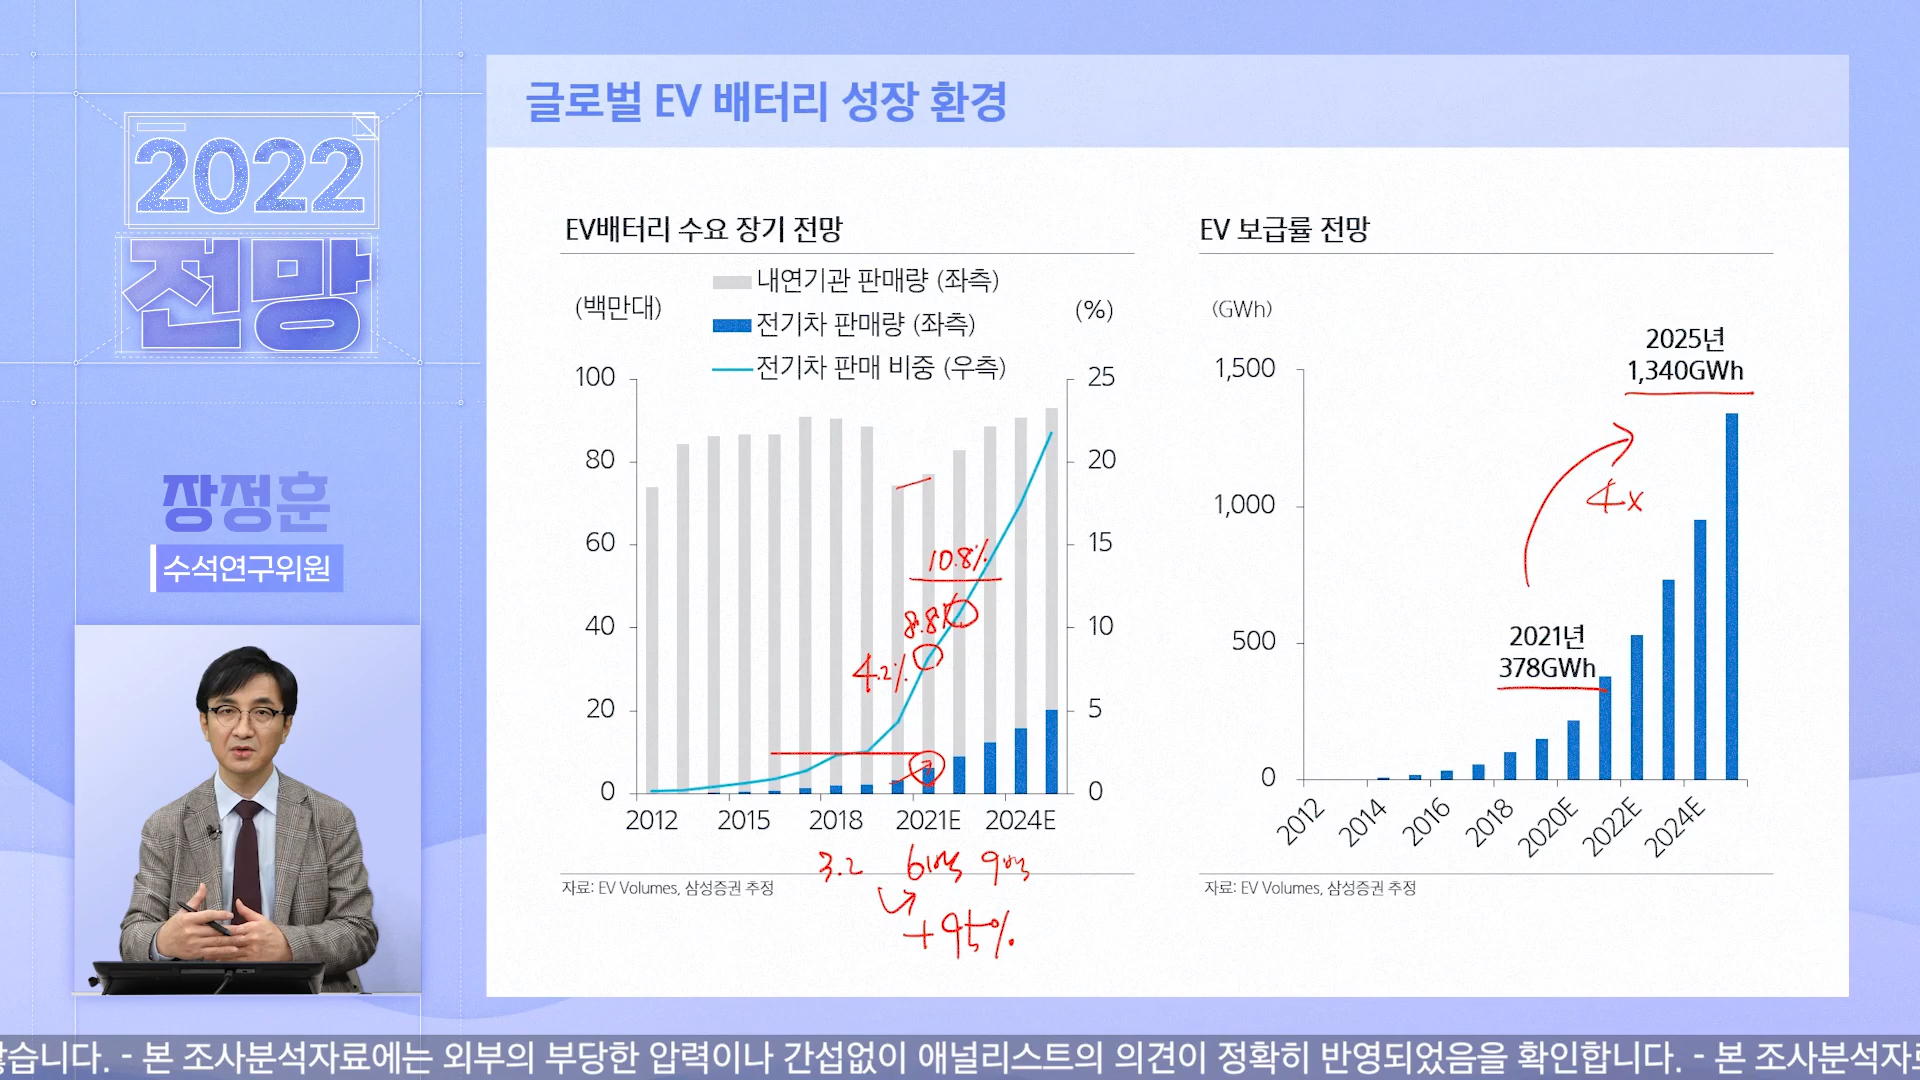 2022
전망
장정훈
수석연구위원
글로벌 EV 배터리 성장 환경
EV배터리 수요 장기 전망
(백만대)
내연기관 판매량 (좌측)
전기차 판매량 (좌측)
전기차 판매 비중 (우측)
(%)
100
80
60
40
20
0
25
20
15
10
5
0
10.8%
8.8%
4.2%
2012 2015 2018 2021E 2024E
3.2
+95%
자료: EV Volumes, 삼성증권 추정
EV 보급률 전망
(GWh)
1,500
1,000
500
0
2025년
1,340GWh
4x
2021년
378GWh
2012 2014 2016 2018 2020E 2022E 2024E
자료: EV Volumes, 삼성증권 추정
않습니다. - 본 조사분석자료에는 외부의 부당한 압력이나 간섭없이 애널리스트의 의견이 정확히 반영되었음을 확인합니다. - 본 조사분석자료